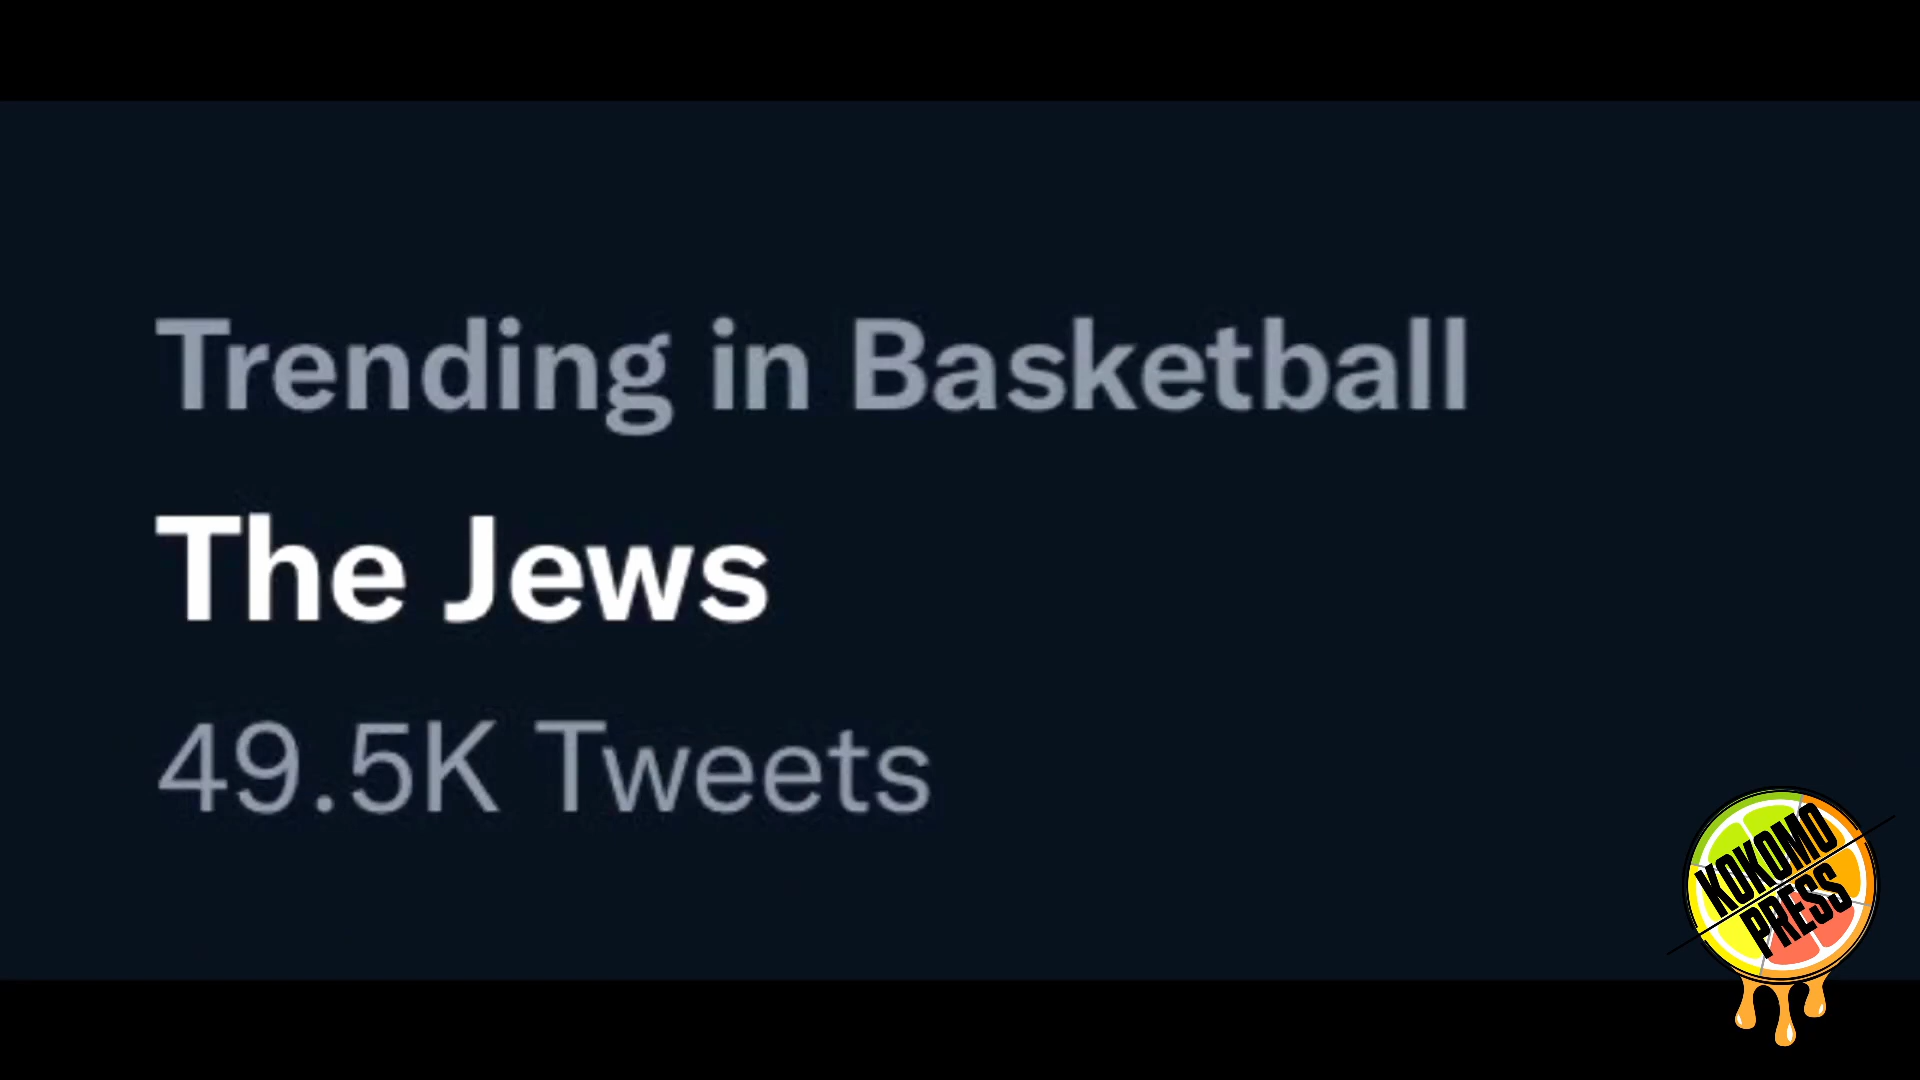 Trending in Basketball
The Jews
49.5K Tweets
KOKOMO
PRESS